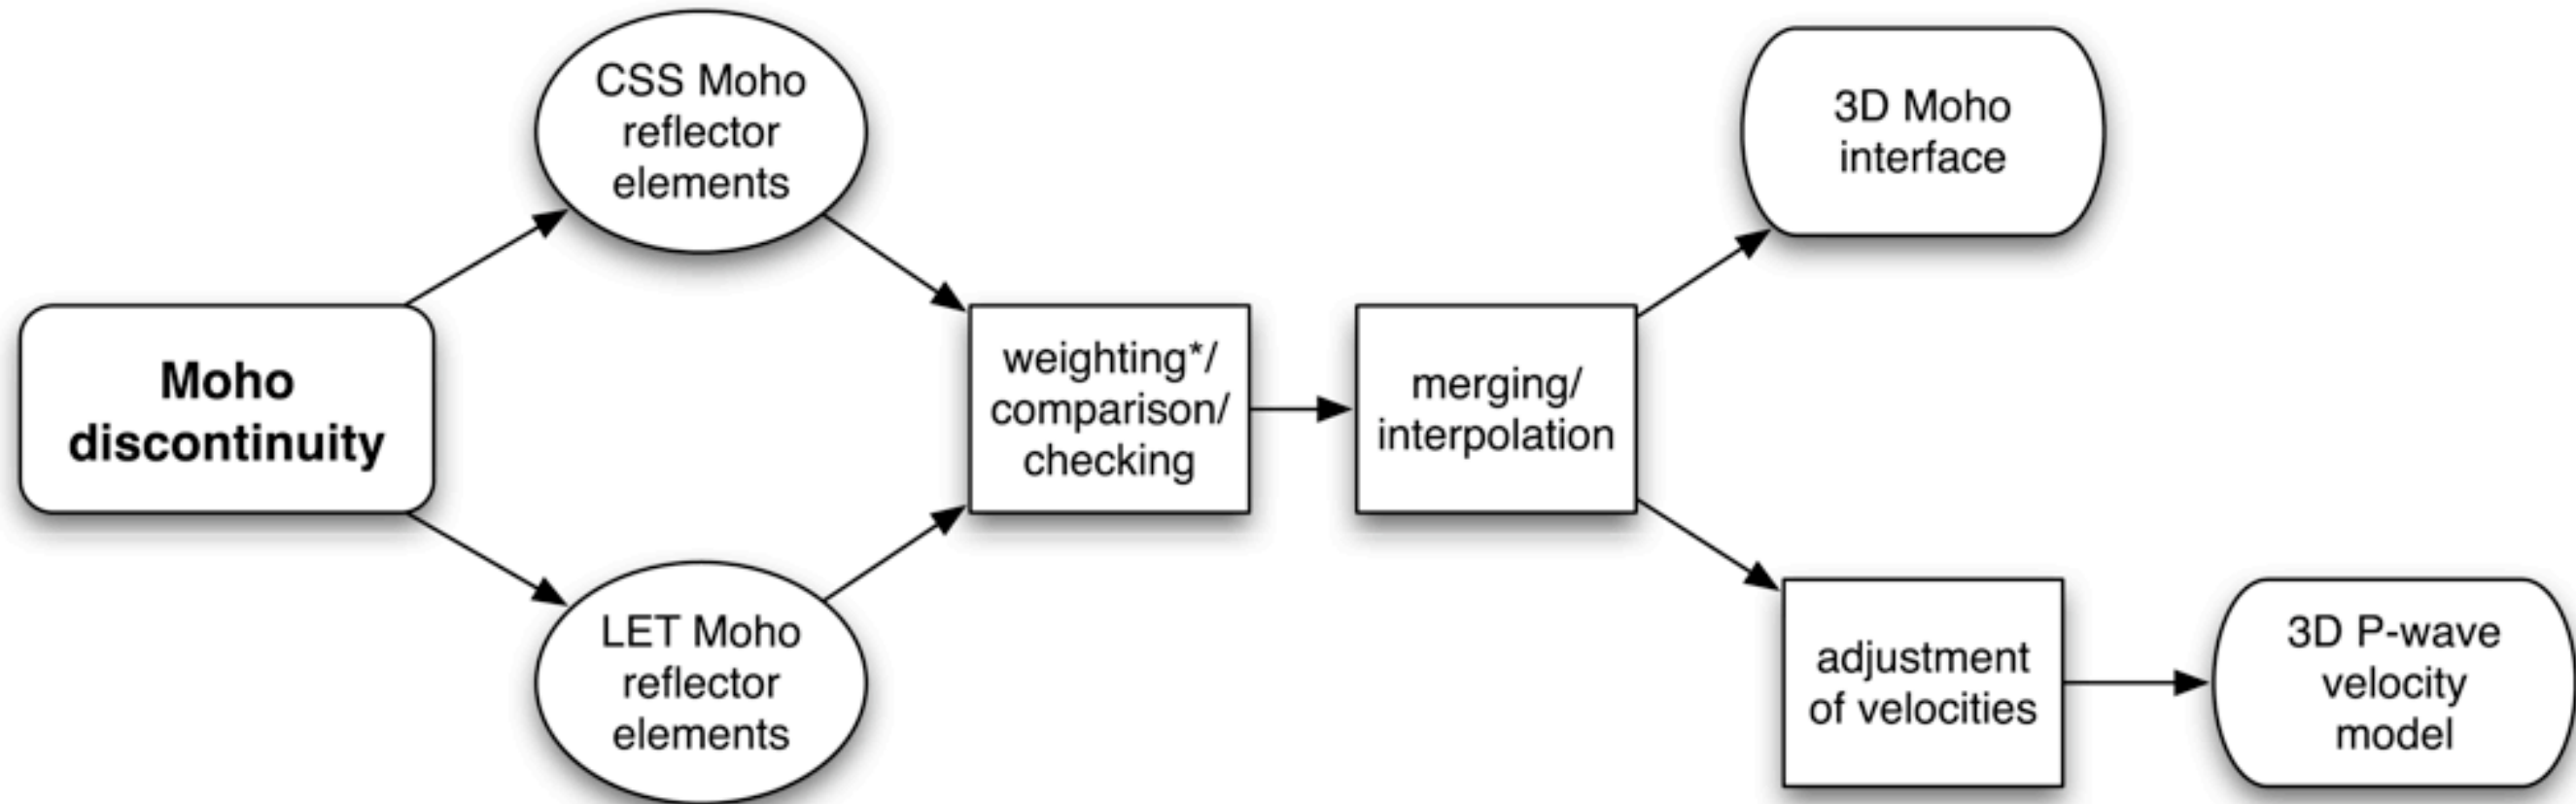 Moho
discontinuity
CSS Moho
reflector
elements
LET Moho
reflector
elements
weighting*/
comparison/
checking
merging/
interpolation
3D Moho
interface
adjustment
of velocities
3D P-wave
velocity
model